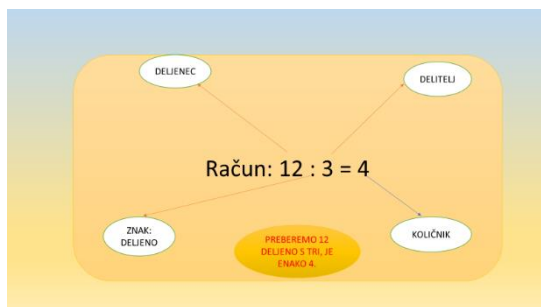 DELJENEC
DELITELJ
Račun: 12 : 3 = 4
ZNAK:
DELJENO
KOLIČNIK
PREBEREMO 12
DELJENO S TRI, JE
ENAKO 4.